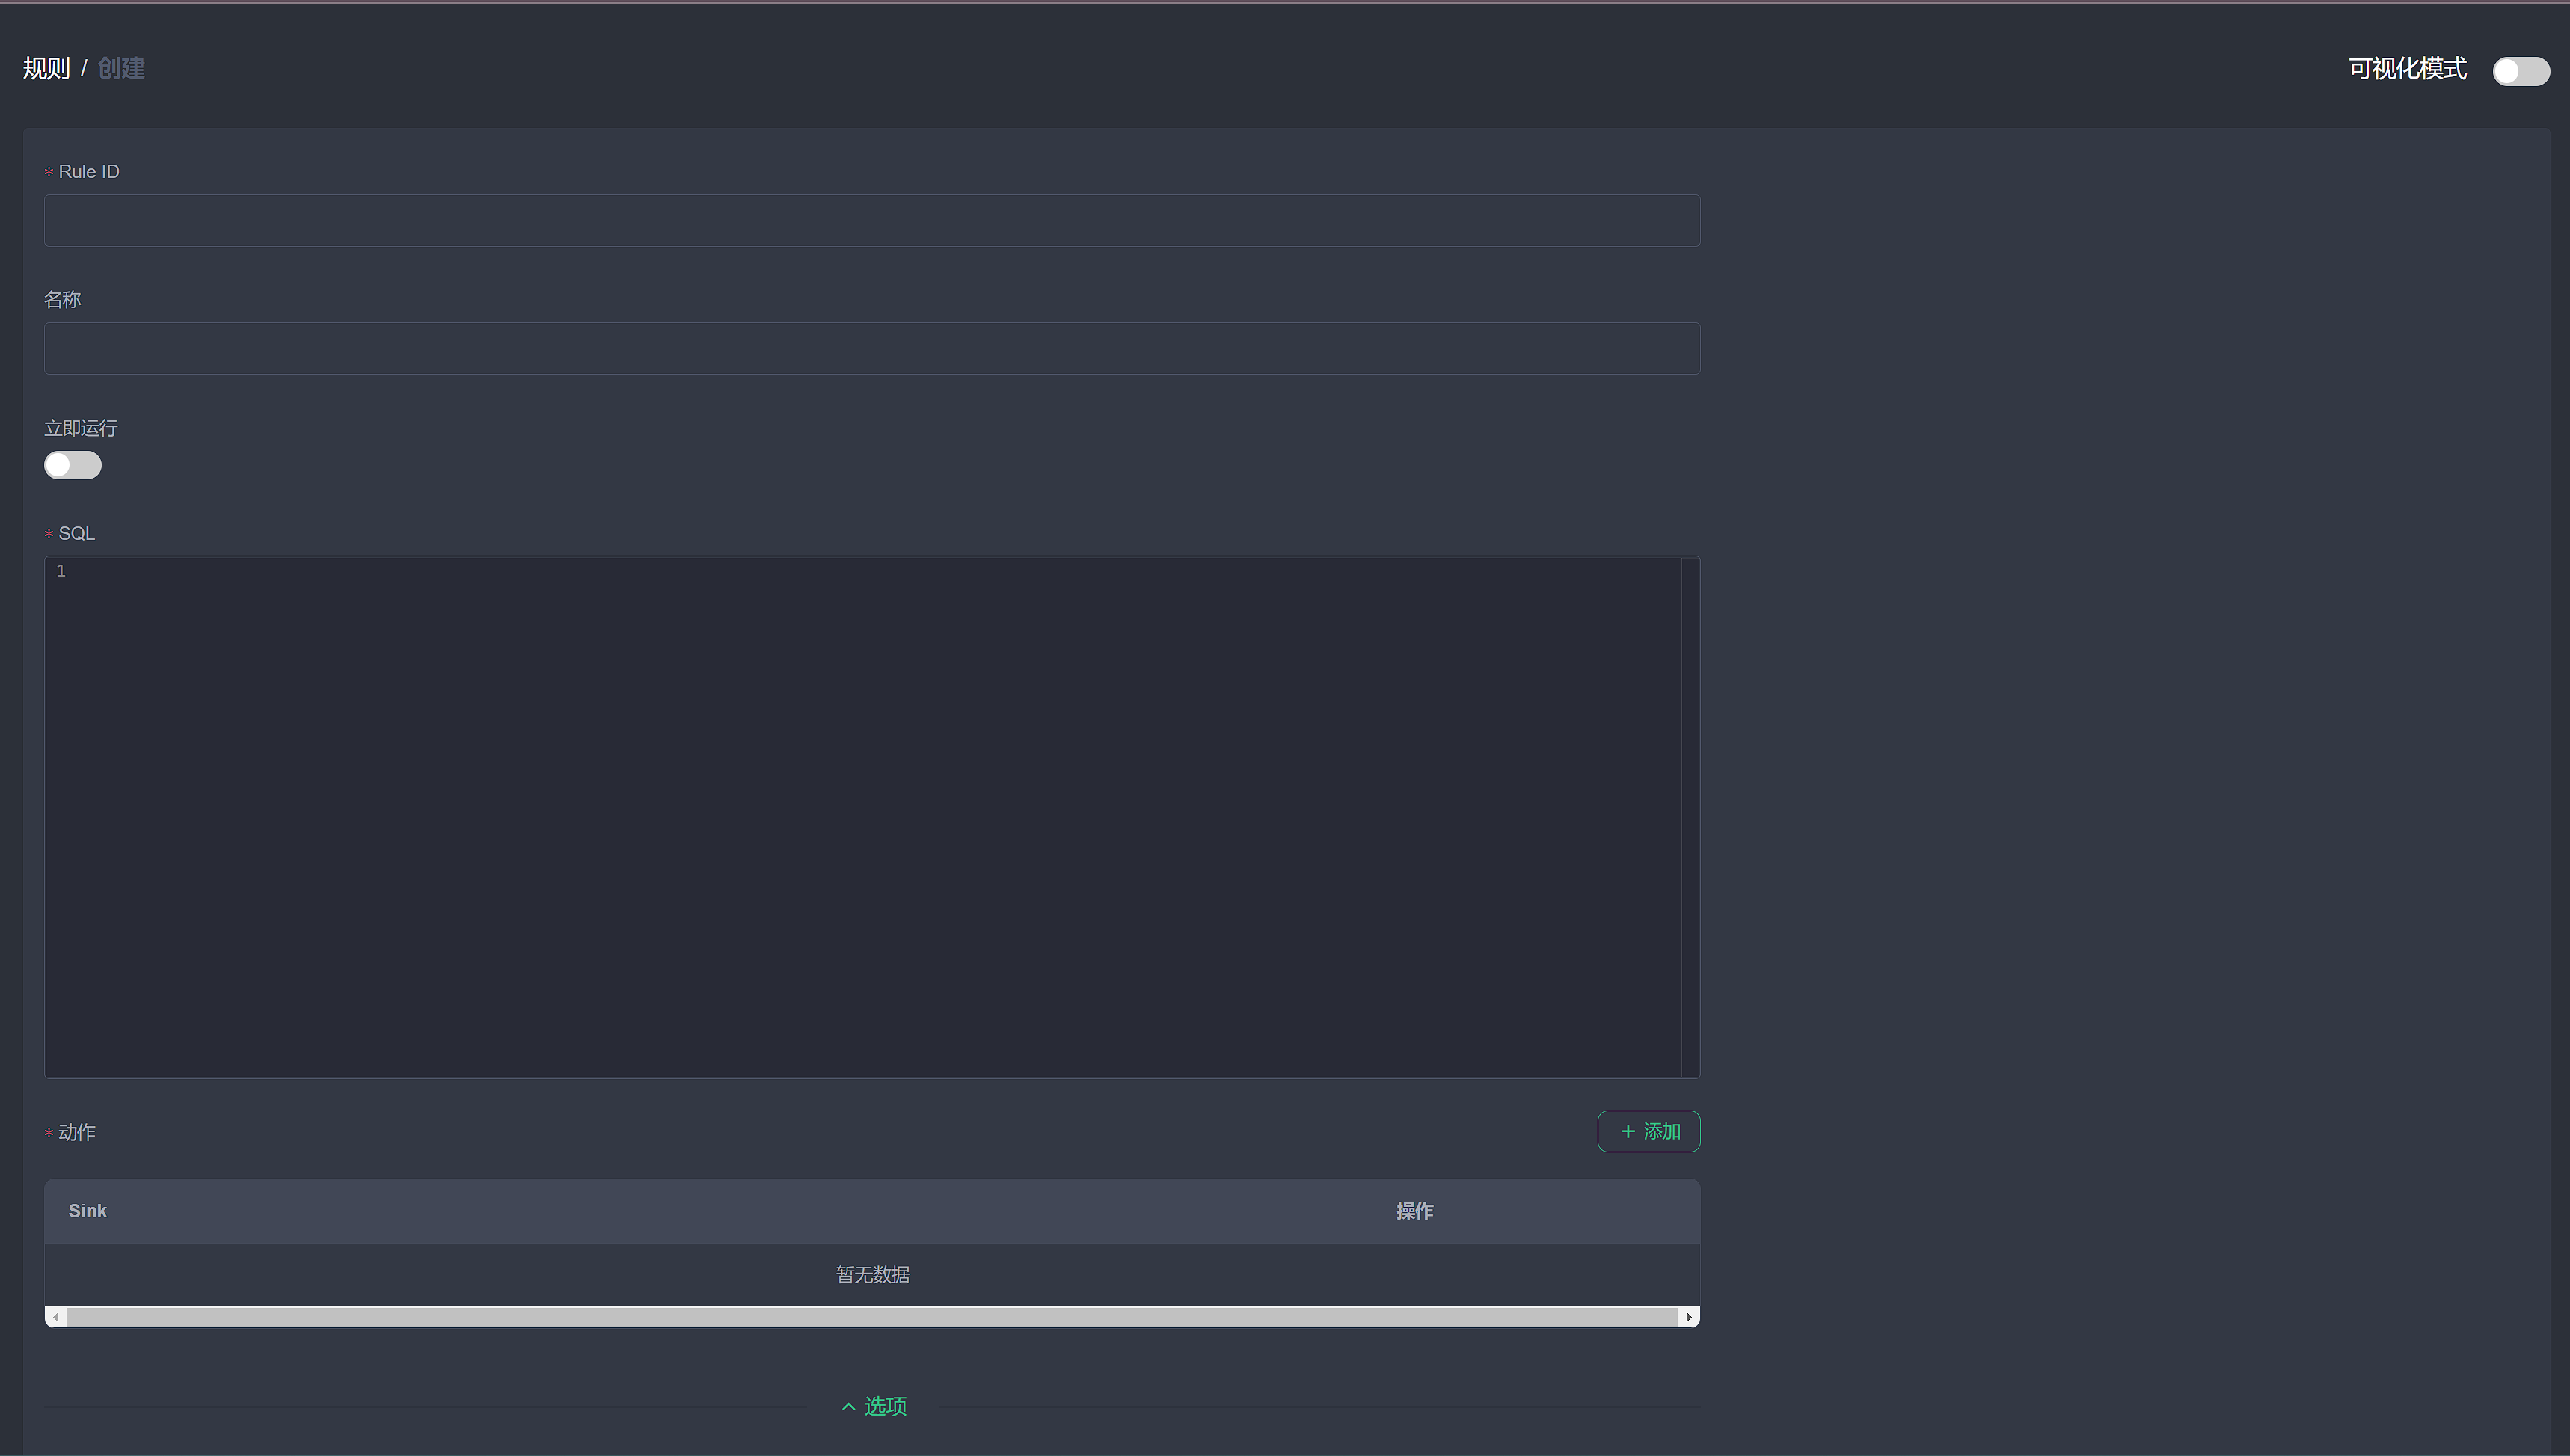 规则 / 创建
可视化模式
* Rule ID
名称
立即运行
* SQL
1
* 动作
+ 添加
Sink
操作
暂无数据
选项